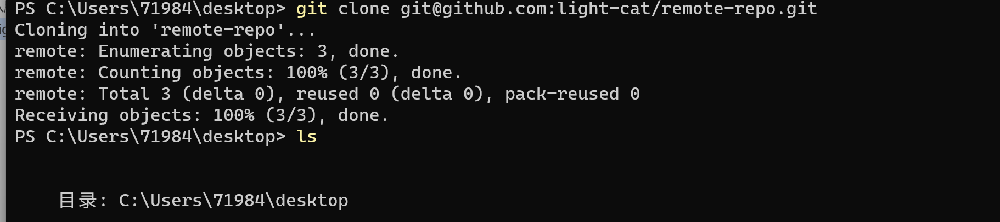 PS C:\Users\71984\desktop> git clone git@github.com:light-cat/remote-repo.git
Cloning into 'remote-repo'...
remote: Enumerating objects: 3, done.
remote: Counting objects: 100% (3/3), done.
remote: Total 3 (delta 0), reused 0 (delta 0), pack-reused 0
Receiving objects: 100% (3/3), done.
PS C:\Users\71984\desktop> ls
目录: C:\Users\71984\desktop